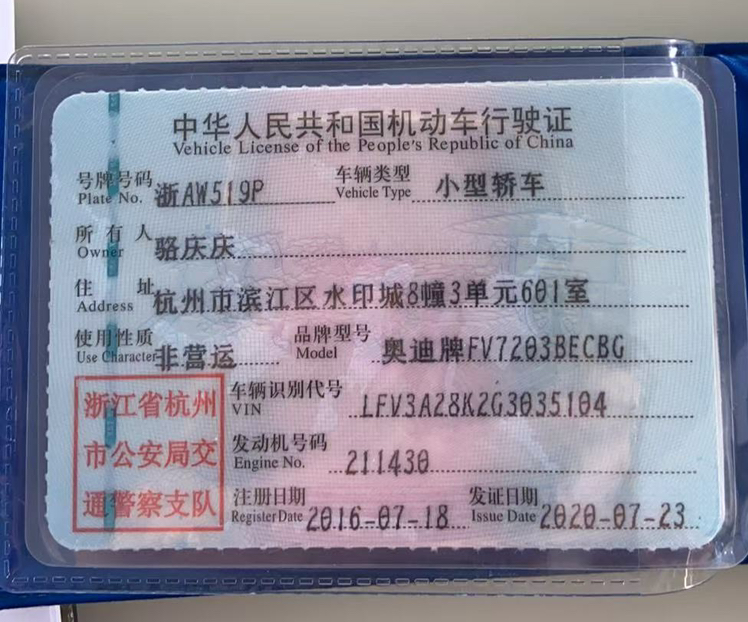 中华人民共和国机动车行驶证
Vehicle License of the People's Republic of China
号牌号码 浙AW519P 车辆类型 小型轿车
Plate No. Vehicle Type
所有人 骆庆庆
Owner
住址 杭州市滨江区水印城8幢3单元601室
Address
使用性质 非营运 品牌型号 奥迪牌FV7203BECBG
Use Character Model
浙江省杭州
市公安局交
通警察支队
车辆识别代号 LFV3A28K2G3035104
VIN
发动机号码 211430
Engine No.
注册日期 2016-07-18 发证日期 2020-07-23
Register Date Issue Date